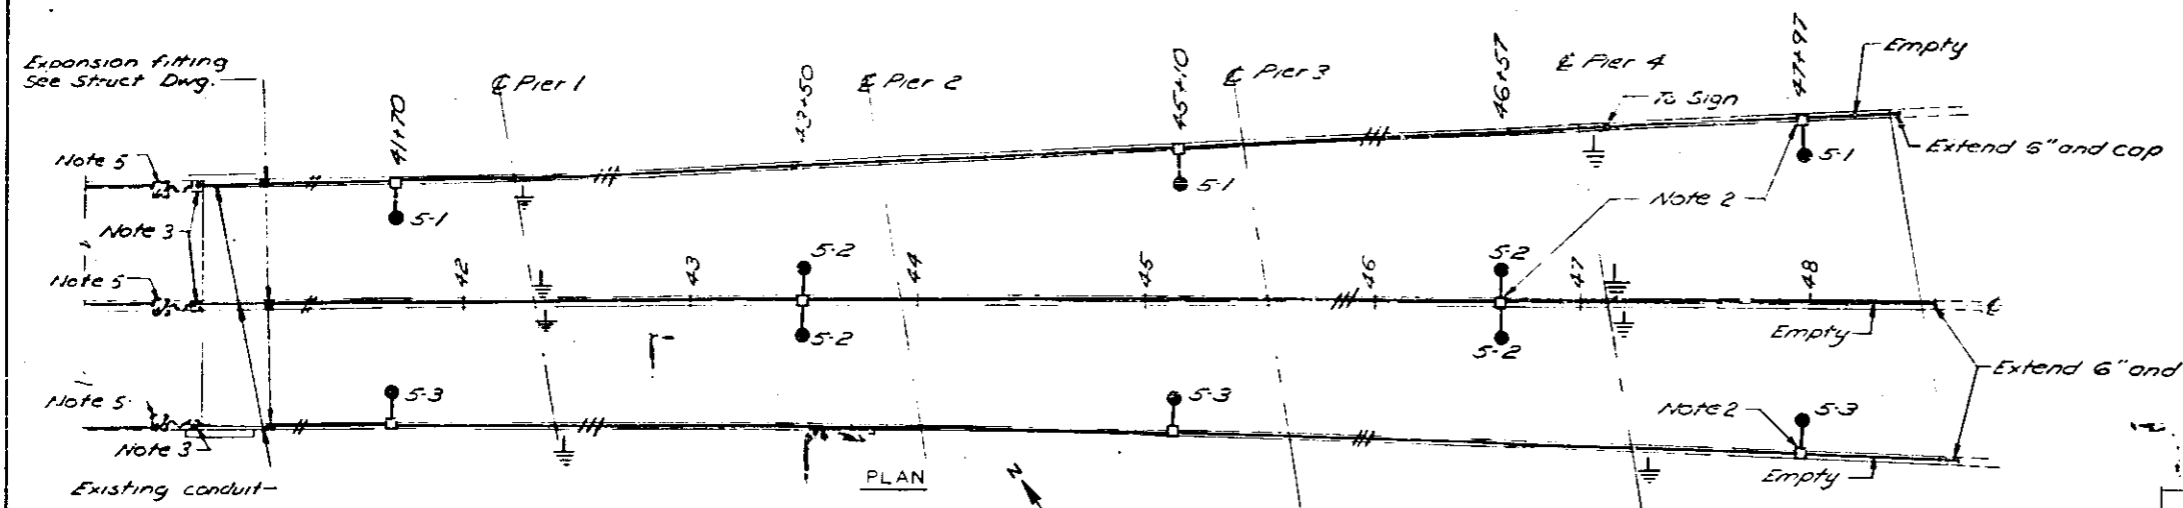 Expansion fitting
See Struct Dwg.
41+70
℄ Pier 1
43+50
℄ Pier 2
45+10
℄ Pier 3
46+57
℄ Pier 4
47+97
Empty
To Sign
Note 5
5-1
5-1
5-1
Extend 6" and cap
Note 3
Note 2
Note 5
42
43
5-2
44
45
46
5-2
47
48
℄
5-2
5-2
Empty
Extend 6" and
Note 5
5-3
5-3
Note 2
5-3
Note 3
Empty
Existing conduit
PLAN
N